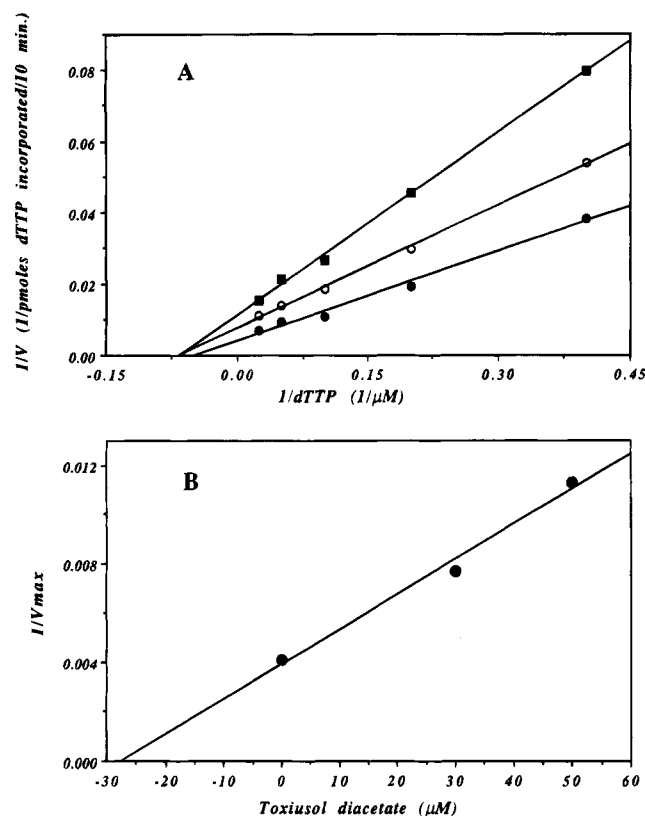 A
1/V (1/pmoles dTTP incorporated/10 min.)
0.08
0.06
0.04
0.02
0.00
-0.15 0.00 0.15 0.30 0.45
1/dTTP (1/µM)
B
1/Vmax
0.012
0.008
0.004
0.000
-30 -20 -10 0 10 20 30 40 50 60
Toxiusol diacetate (µM)